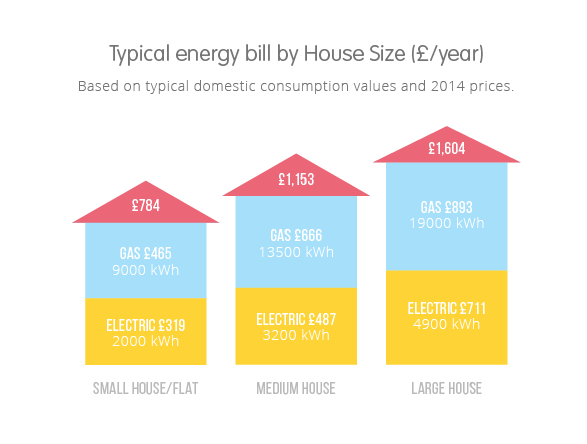 Typical energy bill by House Size (£/year)
Based on typical domestic consumption values and 2014 prices.
£784
GAS £465
9000 kWh
ELECTRIC £319
2000 kWh
SMALL HOUSE/FLAT
£1,153
GAS £666
13500 kWh
ELECTRIC £487
3200 kWh
MEDIUM HOUSE
£1,604
GAS £893
19000 kWh
ELECTRIC £711
4900 kWh
LARGE HOUSE